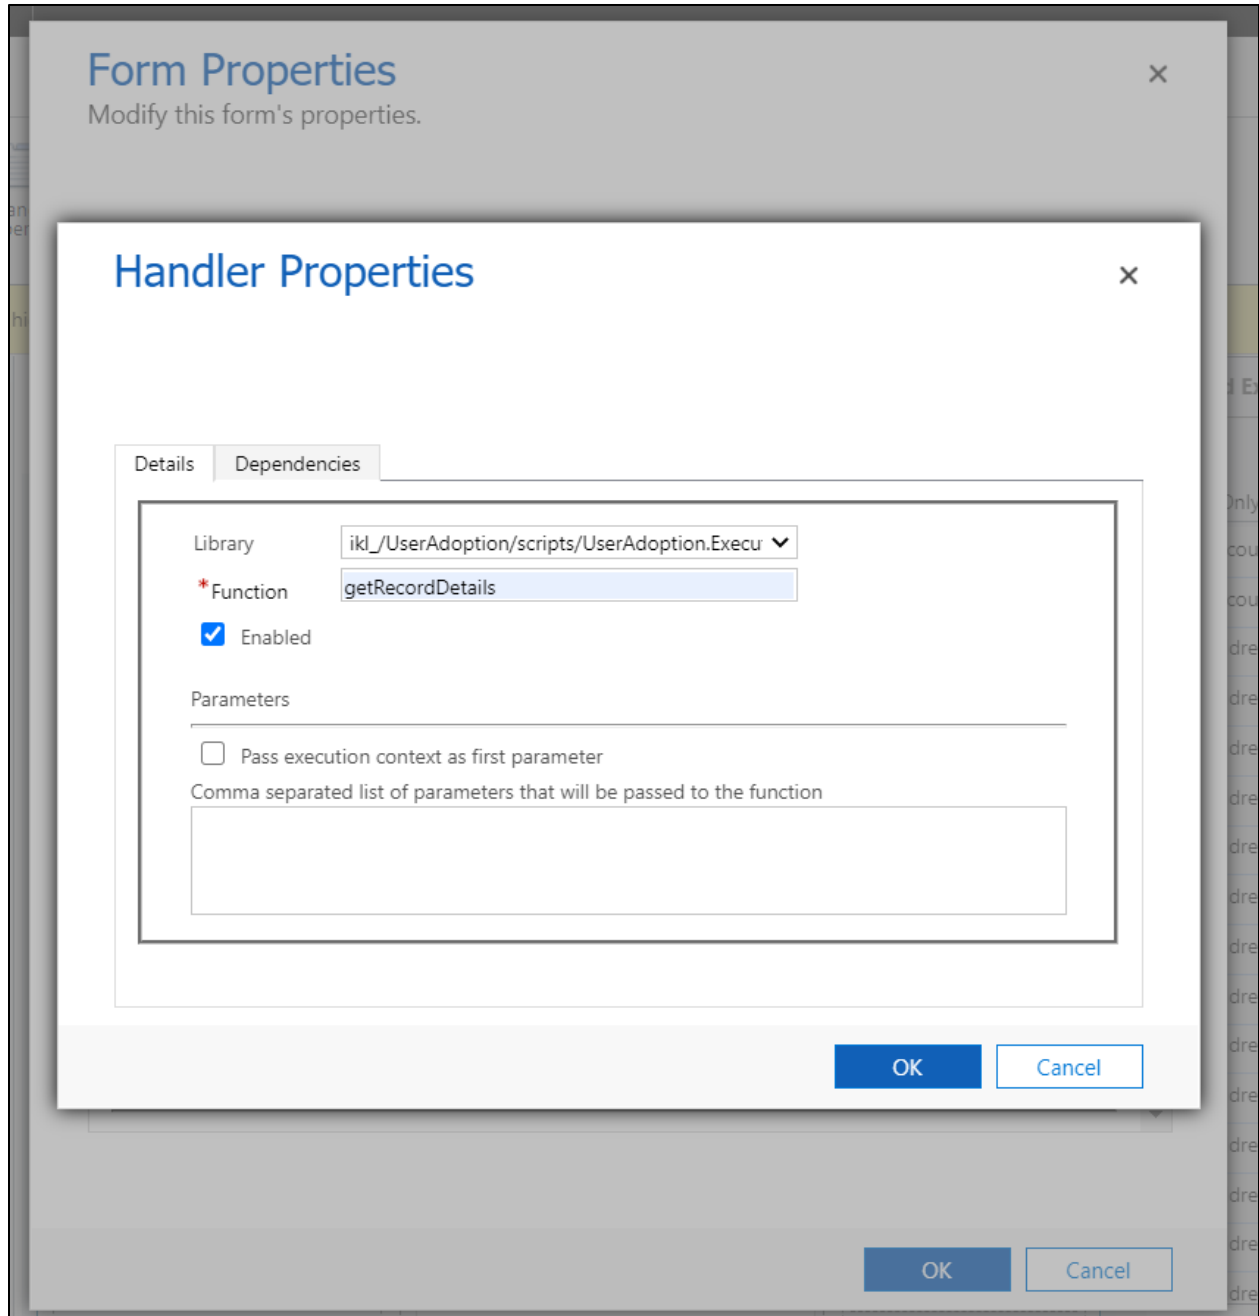 Form Properties
Modify this form's properties.
Handler Properties
Details Dependencies
Library ikl_/UserAdoption/scripts/UserAdoption.Execu
*Function getRecordDetails
Enabled
Parameters
Pass execution context as first parameter
Comma separated list of parameters that will be passed to the function
OK Cancel
OK Cancel